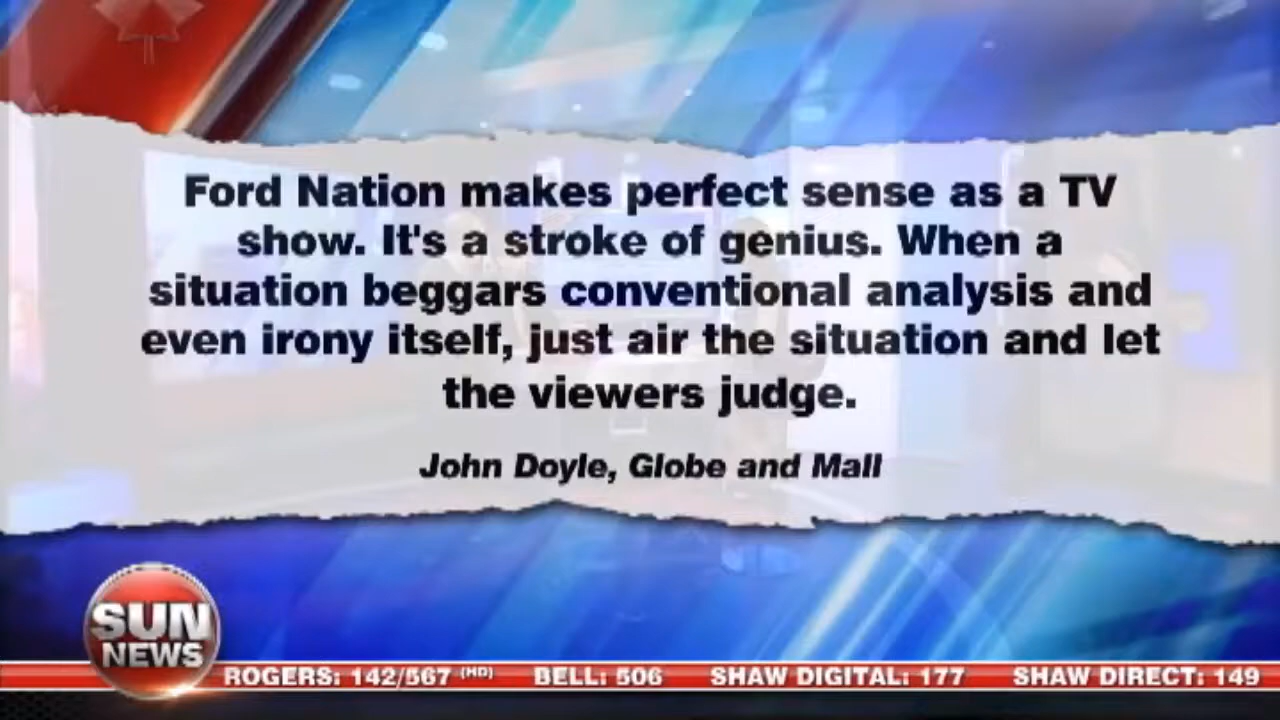 Ford Nation makes perfect sense as a TV
show. It's a stroke of genius. When a
situation beggars conventional analysis and
even irony itself, just air the situation and let
the viewers judge.
John Doyle, Globe and Mall
SUN
NEWS
ROGERS: 142/567 (HD) BELL: 506 SHAW DIGITAL: 177 SHAW DIRECT: 149